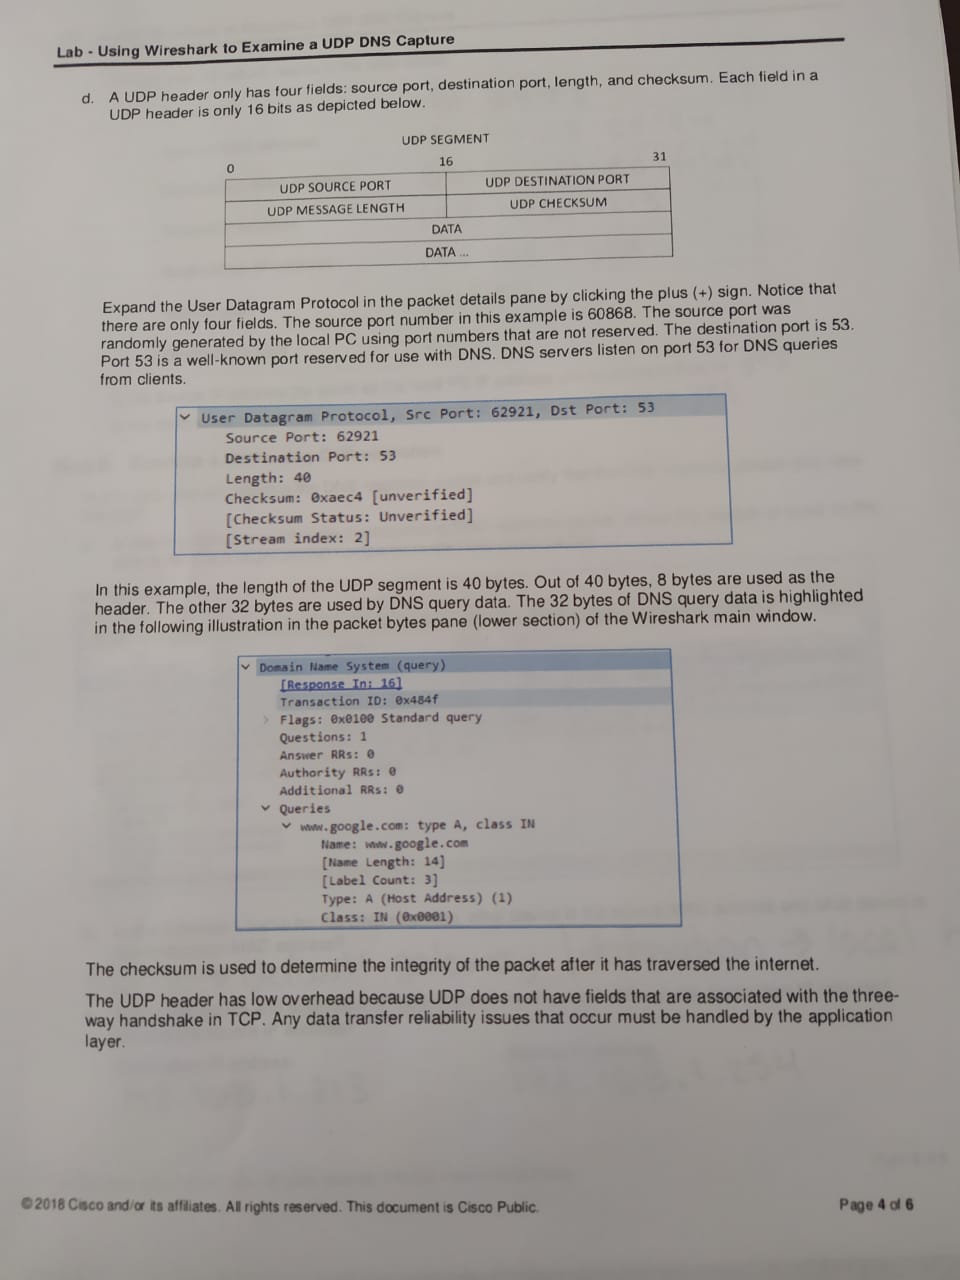 Lab - Using Wireshark to Examine a UDP DNS Capture
d. A UDP header only has four fields: source port, destination port, length, and checksum. Each field in a
UDP header is only 16 bits as depicted below.
UDP SEGMENT
0 16 31
UDP SOURCE PORT UDP DESTINATION PORT
UDP MESSAGE LENGTH UDP CHECKSUM
DATA
DATA ...
Expand the User Datagram Protocol in the packet details pane by clicking the plus (+) sign. Notice that
there are only four fields. The source port number in this example is 60868. The source port was
randomly generated by the local PC using port numbers that are not reserved. The destination port is 53.
Port 53 is a well-known port reserved for use with DNS. DNS servers listen on port 53 for DNS queries
from clients.
User Datagram Protocol, Src Port: 62921, Dst Port: 53
Source Port: 62921
Destination Port: 53
Length: 40
Checksum: 0xaec4 [unverified]
[Checksum Status: Unverified]
[Stream index: 2]
In this example, the length of the UDP segment is 40 bytes. Out of 40 bytes, 8 bytes are used as the
header. The other 32 bytes are used by DNS query data. The 32 bytes of DNS query data is highlighted
in the following illustration in the packet bytes pane (lower section) of the Wireshark main window.
Domain Name System (query)
[Response In: 16]
Transaction ID: 0x484f
Flags: 0x0100 Standard query
Questions: 1
Answer RRs: 0
Authority RRs: 0
Additional RRs: 0
Queries
www.google.com: type A, class IN
Name: www.google.com
[Name Length: 14]
[Label Count: 3]
Type: A (Host Address) (1)
Class: IN (0x0001)
The checksum is used to determine the integrity of the packet after it has traversed the internet.
The UDP header has low overhead because UDP does not have fields that are associated with the three-
way handshake in TCP. Any data transfer reliability issues that occur must be handled by the application
layer.
© 2018 Cisco and/or its affiliates. All rights reserved. This document is Cisco Public. Page 4 of 6